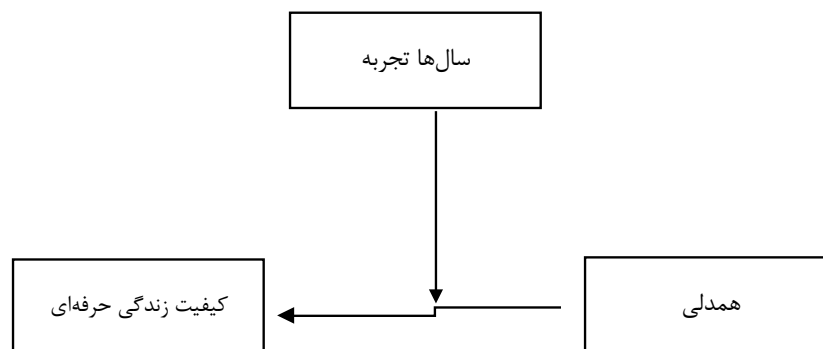 سال‌ها تجربه
همدلی
کیفیت زندگی حرفه‌ای